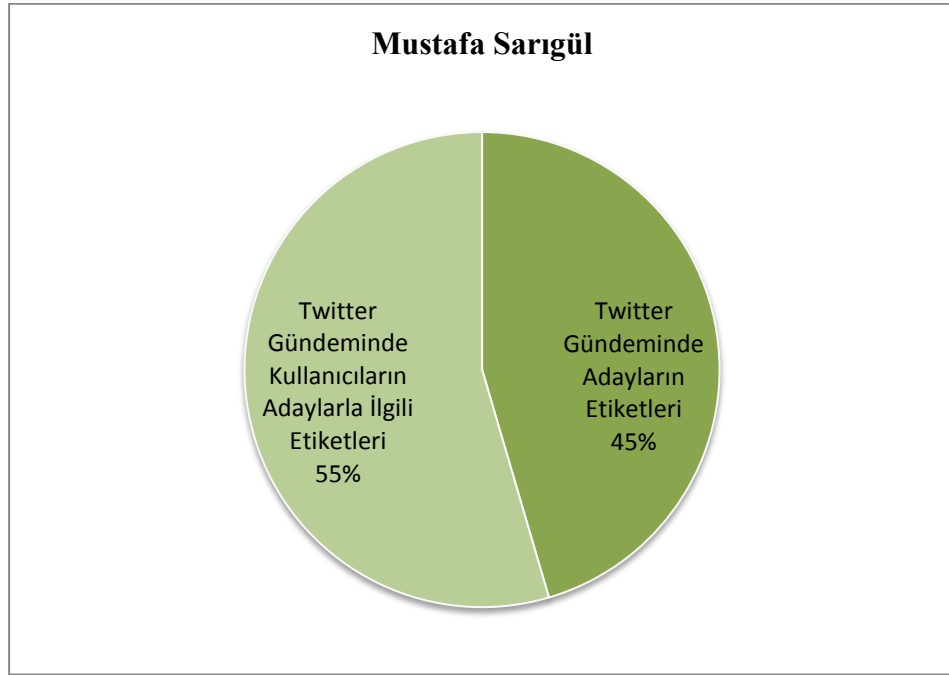 Mustafa Sarıgül
Twitter
Gündeminde
Kullanıcıların
Adaylarla İlgili
Etiketleri
55%
Twitter
Gündeminde
Adayların
Etiketleri
45%